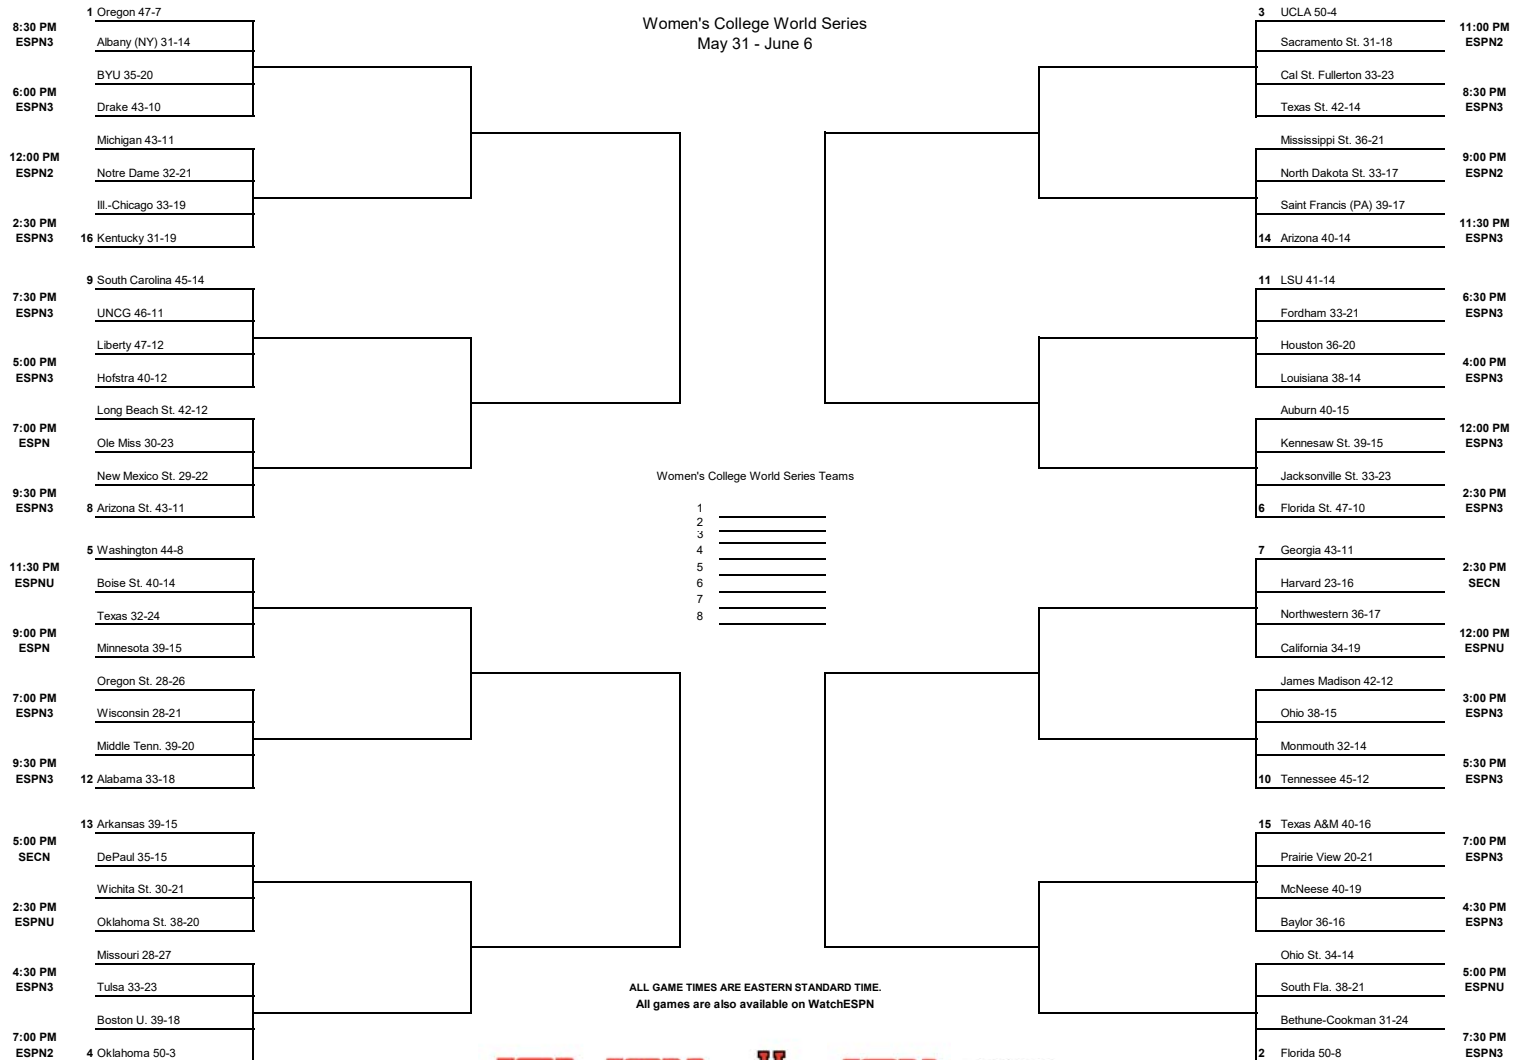 Women's College World Series
May 31 - June 6
1 Oregon 47-7
8:30 PM
ESPN3
Albany (NY) 31-14
BYU 35-20
6:00 PM
ESPN3
Drake 43-10
Michigan 43-11
12:00 PM
ESPN2
Notre Dame 32-21
Ill.-Chicago 33-19
2:30 PM
ESPN3
16 Kentucky 31-19
9 South Carolina 45-14
7:30 PM
ESPN3
UNCG 46-11
Liberty 47-12
5:00 PM
ESPN3
Hofstra 40-12
Long Beach St. 42-12
7:00 PM
ESPN
Ole Miss 30-23
New Mexico St. 29-22
9:30 PM
ESPN3
8 Arizona St. 43-11
5 Washington 44-8
11:30 PM
ESPNU
Boise St. 40-14
Texas 32-24
9:00 PM
ESPN
Minnesota 39-15
Oregon St. 28-26
7:00 PM
ESPN3
Wisconsin 28-21
Middle Tenn. 39-20
9:30 PM
ESPN3
12 Alabama 33-18
13 Arkansas 39-15
5:00 PM
SECN
DePaul 35-15
Wichita St. 30-21
2:30 PM
ESPNU
Oklahoma St. 38-20
Missouri 28-27
4:30 PM
ESPN3
Tulsa 33-23
Boston U. 39-18
7:00 PM
ESPN2
4 Oklahoma 50-3
Women's College World Series Teams
1
2
3
4
5
6
7
8
ALL GAME TIMES ARE EASTERN STANDARD TIME.
All games are also available on WatchESPN
3 UCLA 50-4
11:00 PM
ESPN2
Sacramento St. 31-18
Cal St. Fullerton 33-23
8:30 PM
ESPN3
Texas St. 42-14
Mississippi St. 36-21
9:00 PM
ESPN2
North Dakota St. 33-17
Saint Francis (PA) 39-17
11:30 PM
ESPN3
14 Arizona 40-14
11 LSU 41-14
6:30 PM
ESPN3
Fordham 33-21
Houston 36-20
4:00 PM
ESPN3
Louisiana 38-14
Auburn 40-15
12:00 PM
ESPN3
Kennesaw St. 39-15
Jacksonville St. 33-23
2:30 PM
ESPN3
6 Florida St. 47-10
7 Georgia 43-11
2:30 PM
SECN
Harvard 23-16
Northwestern 36-17
12:00 PM
ESPNU
California 34-19
James Madison 42-12
3:00 PM
ESPN3
Ohio 38-15
Monmouth 32-14
5:30 PM
ESPN3
10 Tennessee 45-12
15 Texas A&M 40-16
7:00 PM
ESPN3
Prairie View 20-21
McNeese 40-19
4:30 PM
ESPN3
Baylor 36-16
Ohio St. 34-14
5:00 PM
ESPNU
South Fla. 38-21
Bethune-Cookman 31-24
7:30 PM
ESPN3
2 Florida 50-8